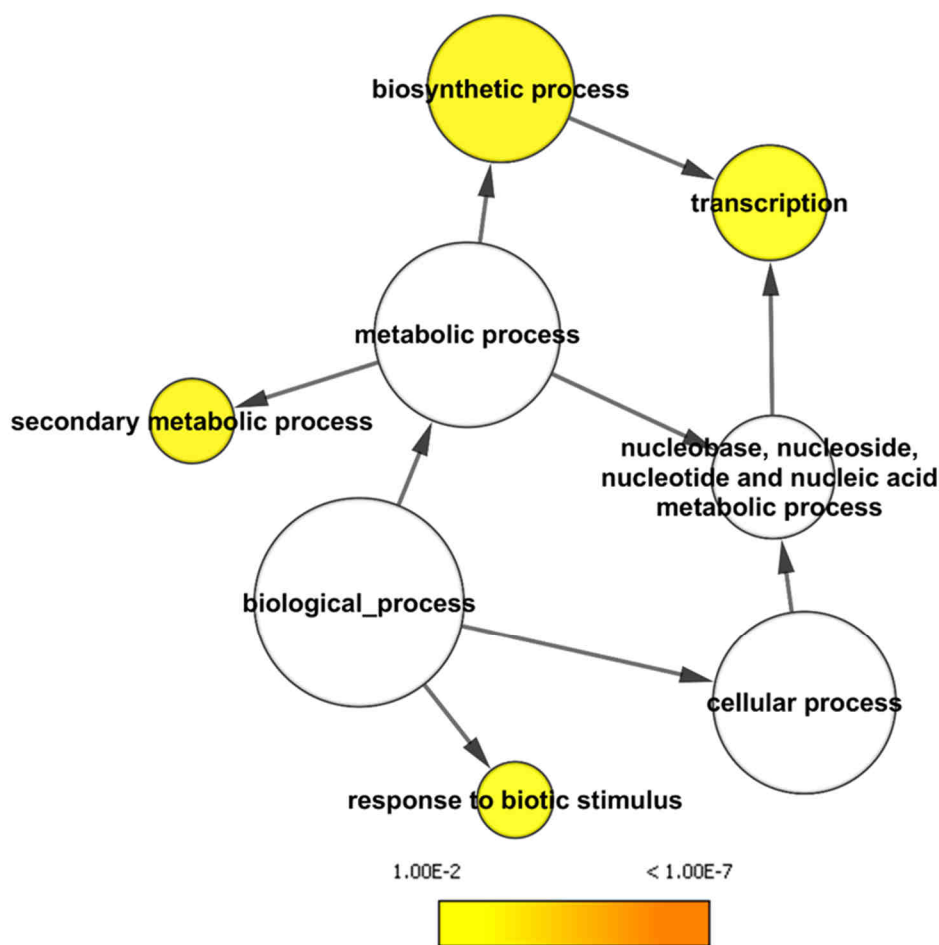 biosynthetic process
transcription
metabolic process
secondary metabolic process
nucleobase, nucleoside,
nucleotide and nucleic acid
metabolic process
biological_process
cellular process
response to biotic stimulus
1.00E-2
< 1.00E-7